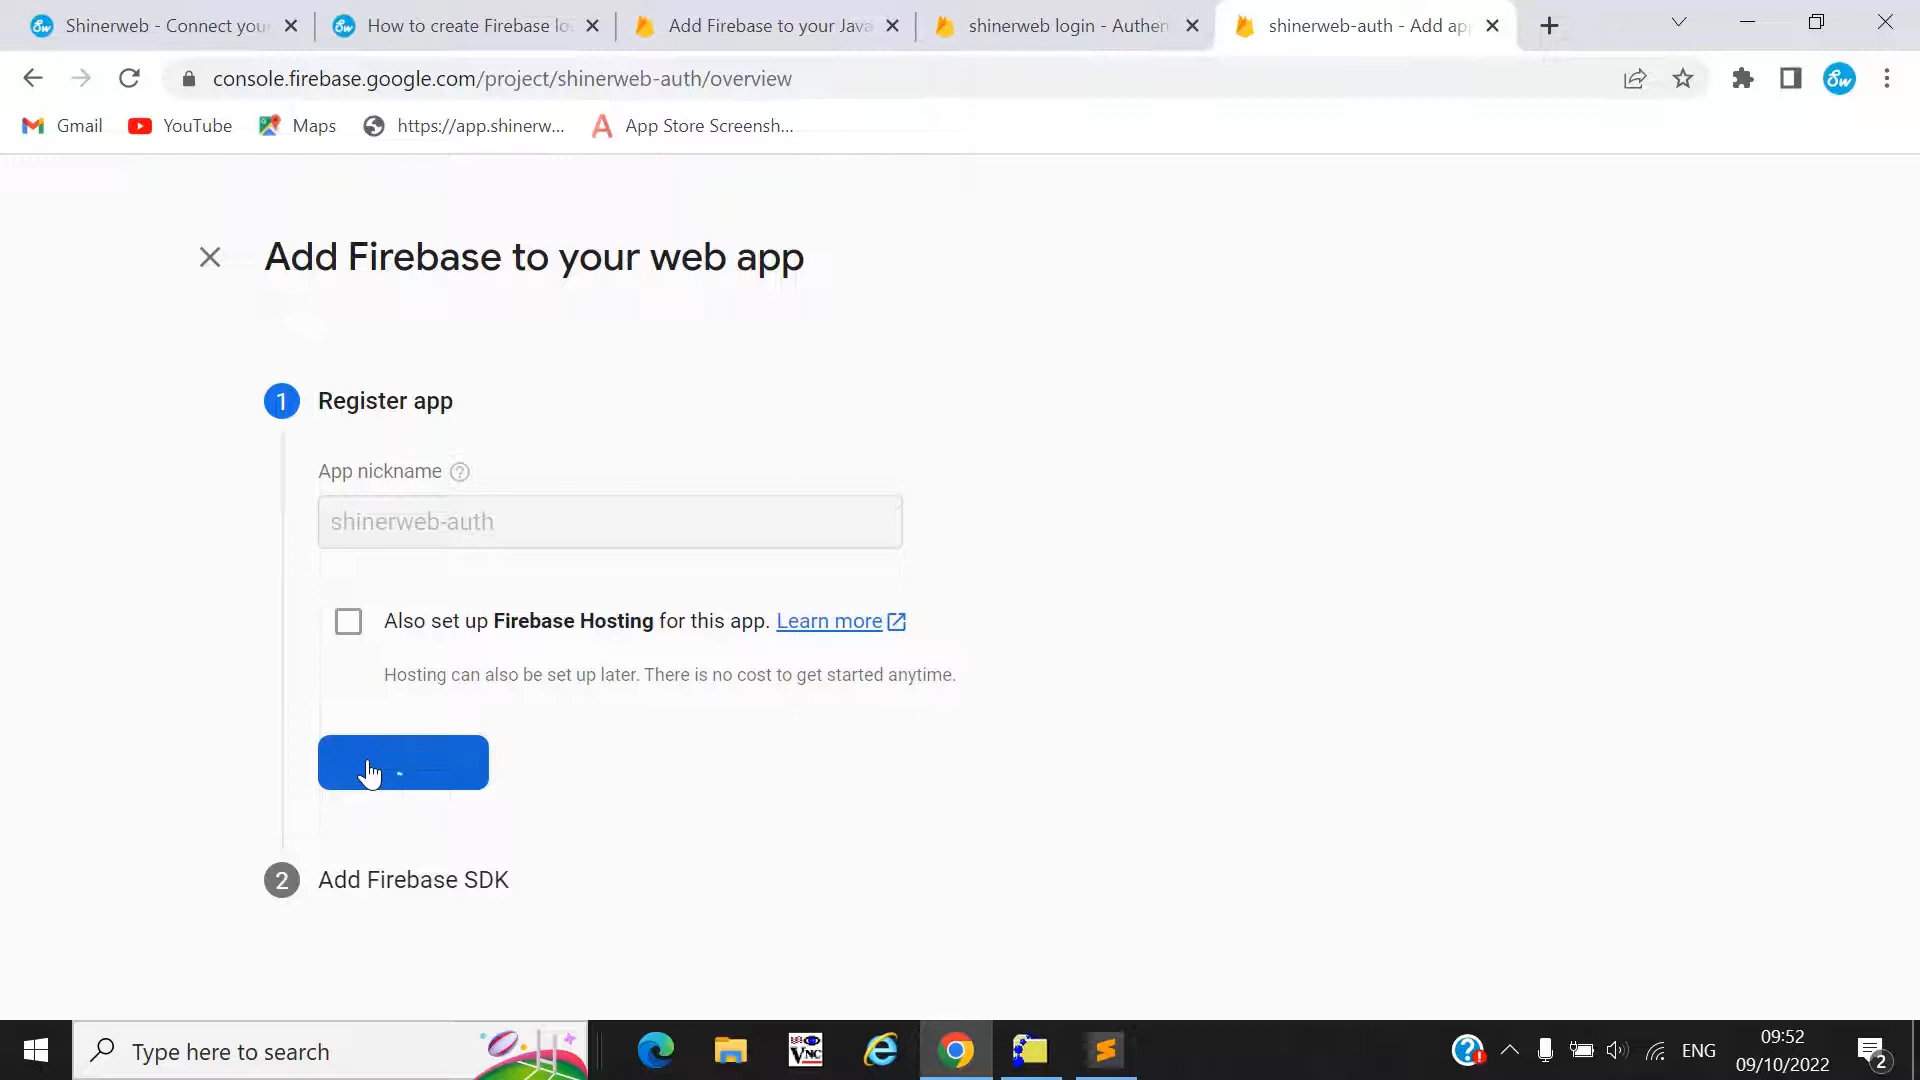 Shinerweb - Connect your
How to create Firebase lo
Add Firebase to your Java
shinerweb login - Authen
shinerweb-auth - Add ap
console.firebase.google.com/project/shinerweb-auth/overview
Sw
Gmail
YouTube
Maps
https://app.shinerw...
App Store Screensh...
Add Firebase to your web app
1
Register app
App nickname
shinerweb-auth
Also set up Firebase Hosting for this app. Learn more
Hosting can also be set up later. There is no cost to get started anytime.
2
Add Firebase SDK
Type here to search
VNC
ENG
09:52
09/10/2022
2